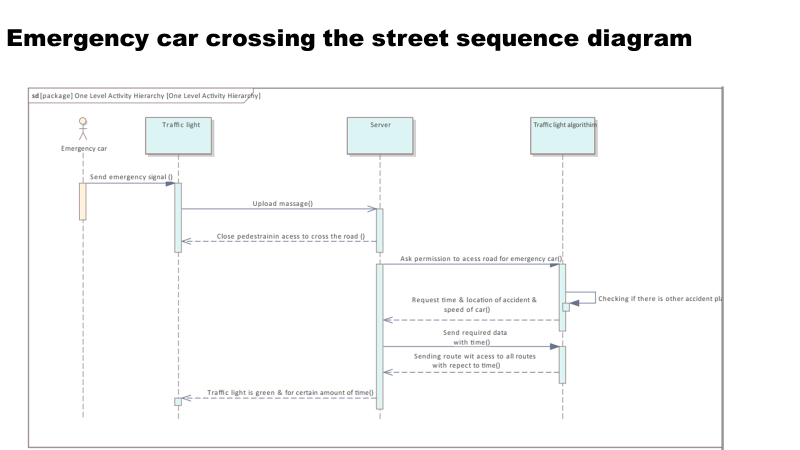 Emergency car crossing the street sequence diagram
sd [package] One Level Activity Hierarchy [One Level Activity Hierarchy]
Traffic light
Server
Traffic light algorithim
Emergency car
Send emergency signal ()
Upload massage()
Close pedestrainin acess to cross the road ()
Ask permission to acess road for emergency car()
Checking if there is other accident pla
Request time & location of accident &
speed of car()
Send required data
with time()
Sending route wit acess to all routes
with repect to time()
Traffic light is green & for certain amount of time()